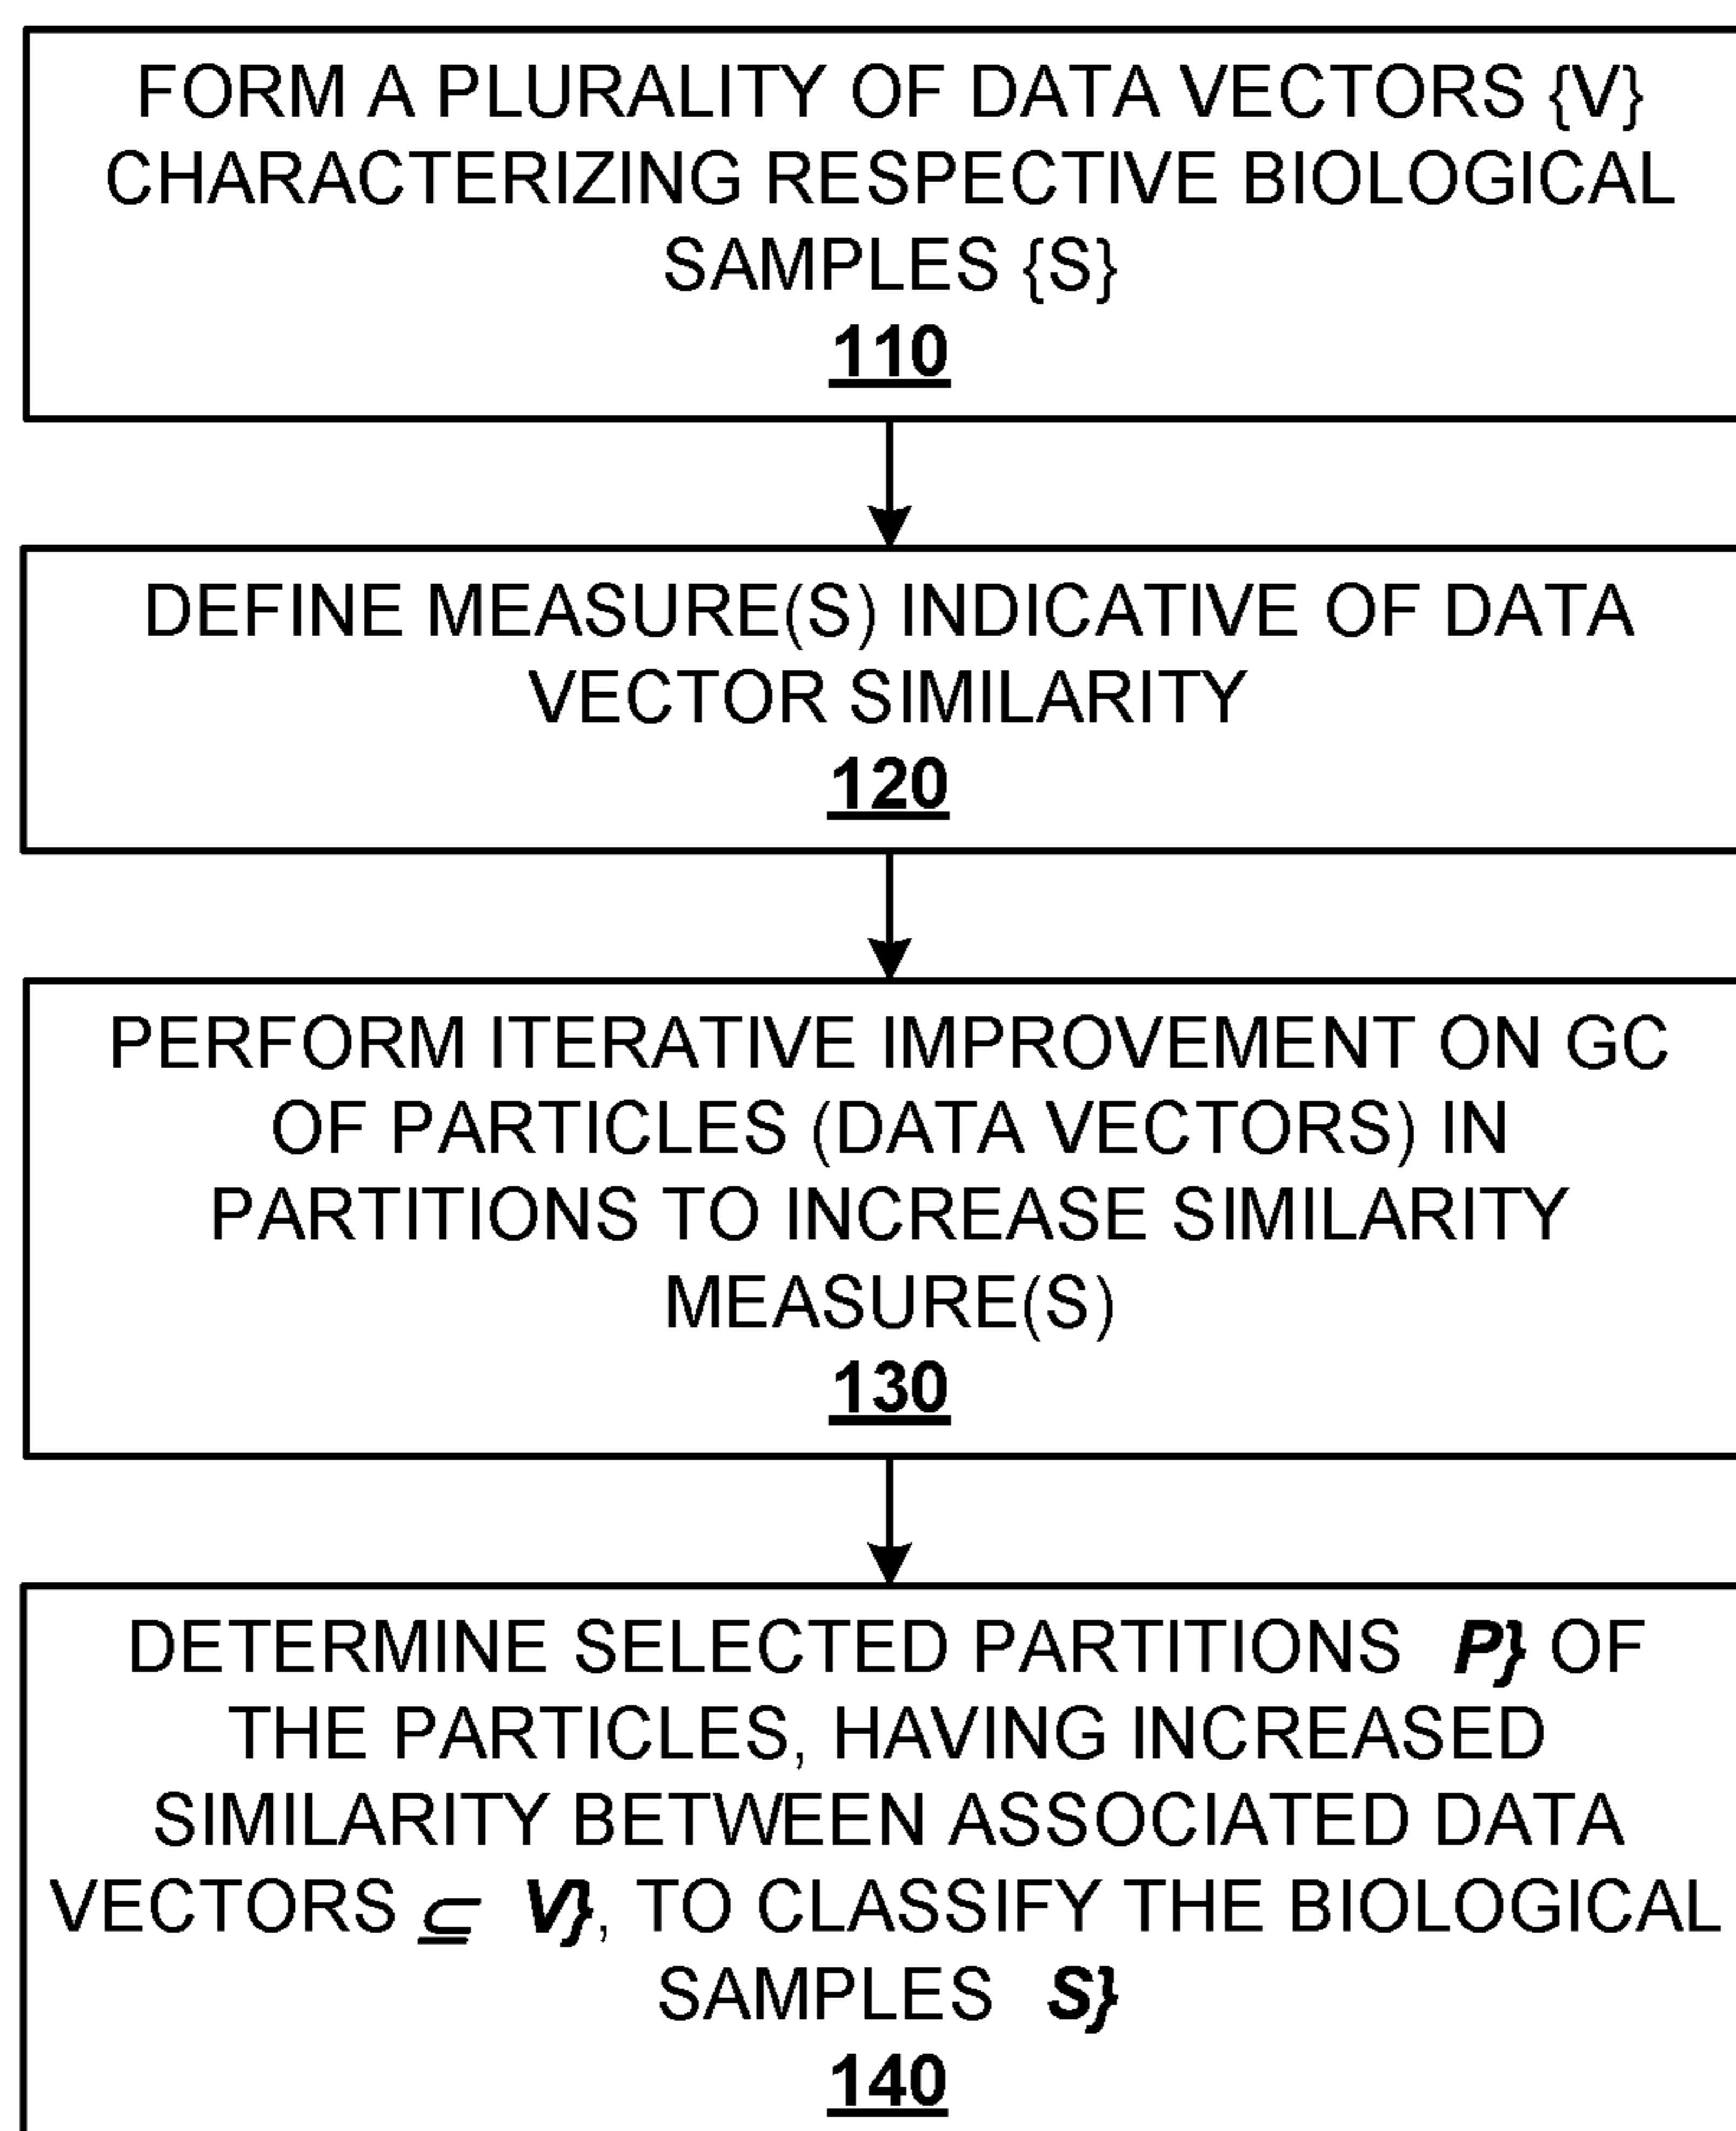 FORM A PLURALITY OF DATA VECTORS {V}
CHARACTERIZING RESPECTIVE BIOLOGICAL
SAMPLES {S}
110
DEFINE MEASURE(S) INDICATIVE OF DATA
VECTOR SIMILARITY
120
PERFORM ITERATIVE IMPROVEMENT ON GC
OF PARTICLES (DATA VECTORS) IN
PARTITIONS TO INCREASE SIMILARITY
MEASURE(S)
130
DETERMINE SELECTED PARTITIONS P} OF
THE PARTICLES, HAVING INCREASED
SIMILARITY BETWEEN ASSOCIATED DATA
VECTORS ⊆ V}, TO CLASSIFY THE BIOLOGICAL
SAMPLES S}
140